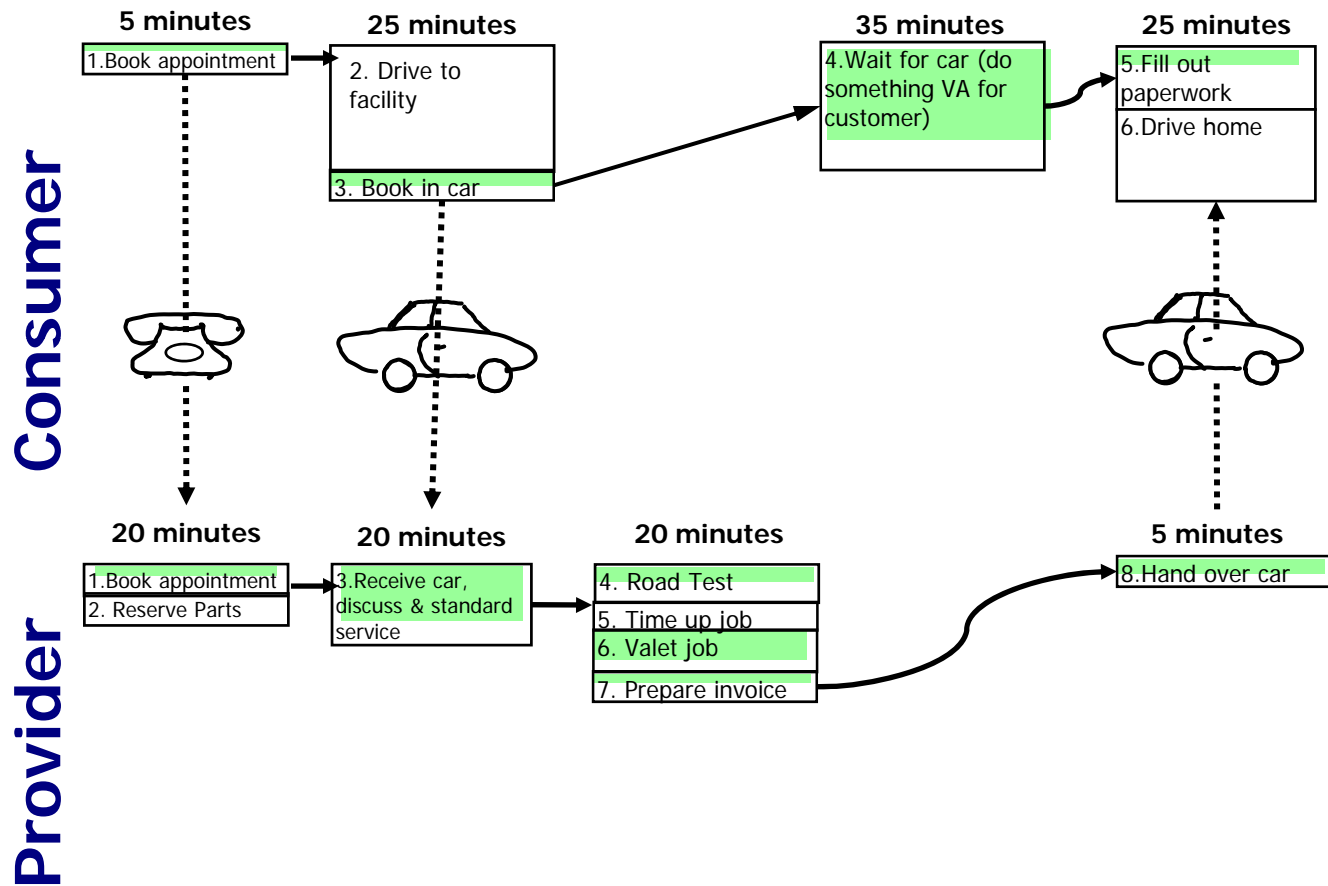 Consumer
5 minutes
1.Book appointment
25 minutes
2. Drive to
facility
3. Book in car
35 minutes
4.Wait for car (do
something VA for
customer)
25 minutes
5.Fill out
paperwork
6.Drive home
Provider
20 minutes
1.Book appointment
2. Reserve Parts
20 minutes
3.Receive car,
discuss & standard
service
20 minutes
4. Road Test
5. Time up job
6. Valet job
7. Prepare invoice
5 minutes
8.Hand over car